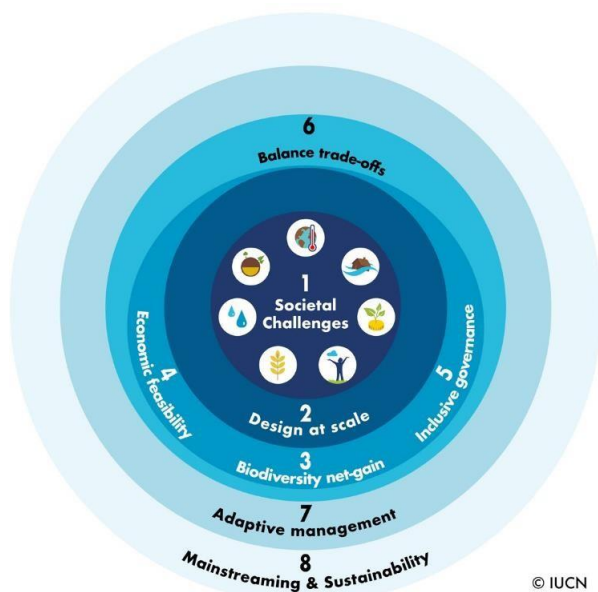 6
Balance trade-offs
1
Societal
Challenges
4
Economic feasibility
5
Inclusive governance
2
Design at scale
3
Biodiversity net-gain
7
Adaptive management
8
Mainstreaming & Sustainability
© IUCN